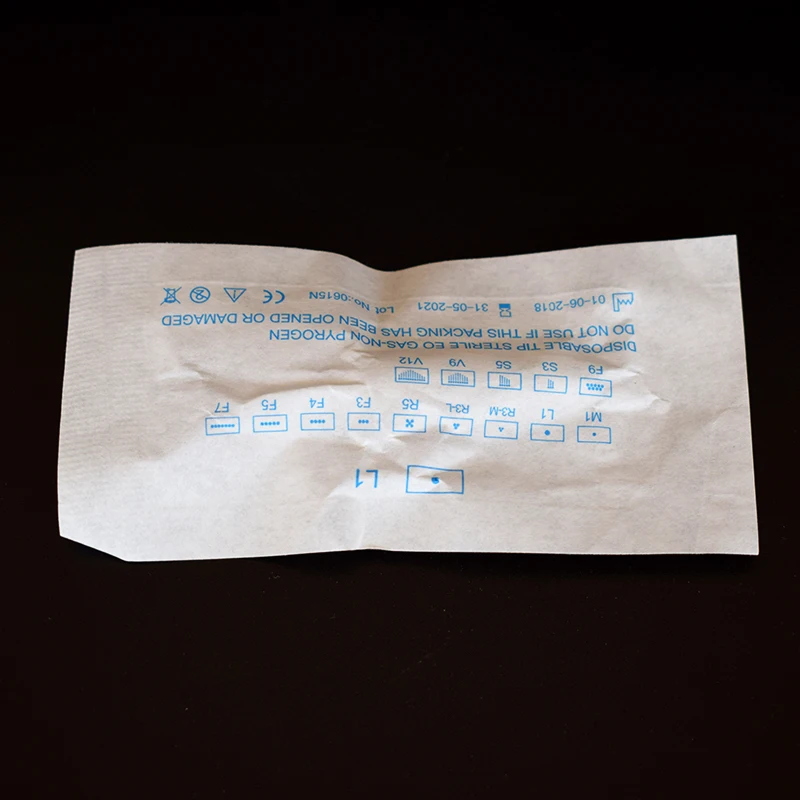 L1
M1 L1 R3-M R3-L R5 F3 F4 F5 F7
F9 S3 S5 V9 V12
DISPOSABLE TIP STERILE EO GAS-NON PYROGEN
DO NOT USE IF THIS PACKING HAS BEEN OPENED OR DAMAGED
01-06-2018 31-05-2021 Lot No.:0615N CE